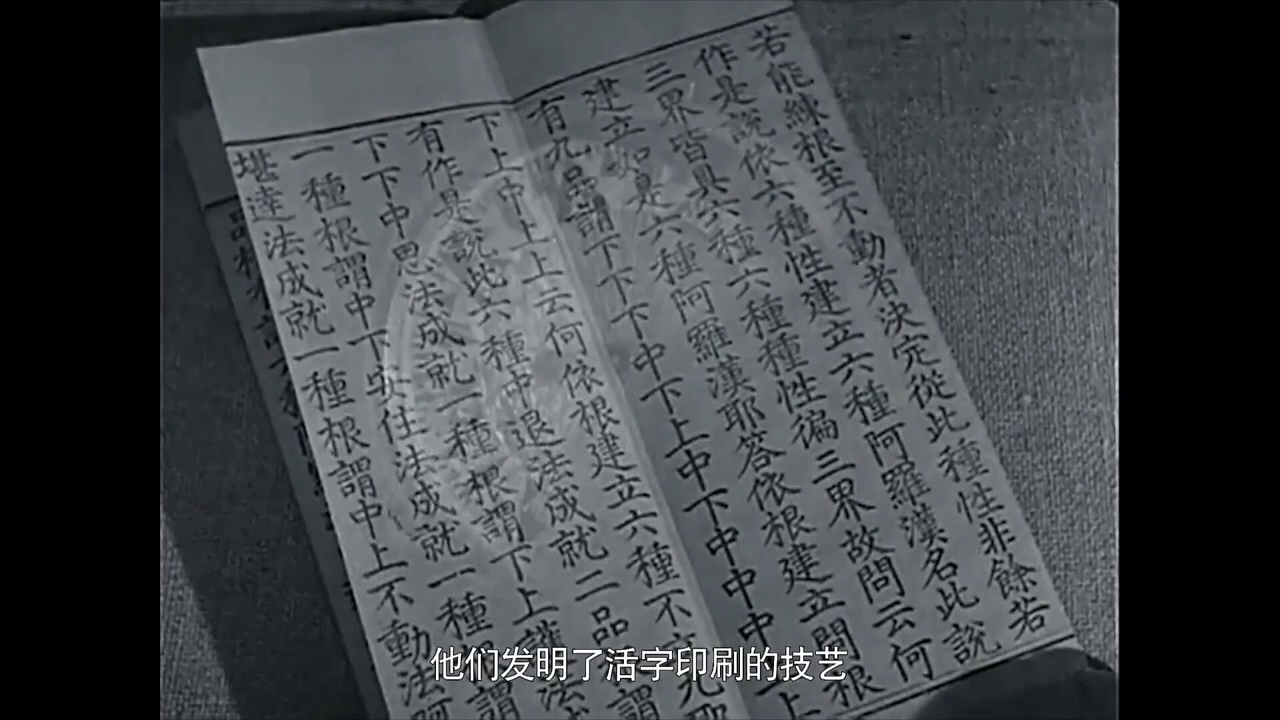 若能練根至不動者決定從此種性非餘若
作是說依六種性建立六種阿羅漢名此說
三界皆具六種六種種性徧三界故問云何
建立如是六種阿羅漢耶答依根建立問根
有九品謂下下下中下上中下中中中上
下上中上上云何依根建立六種不立九耶
有作是說此六種中退法成就二品
下下中思法成就一種根謂下上護法
一種根謂中下安住法成就一種
堪達法成就一種根謂中上不動法阿
他们发明了活字印刷的技艺